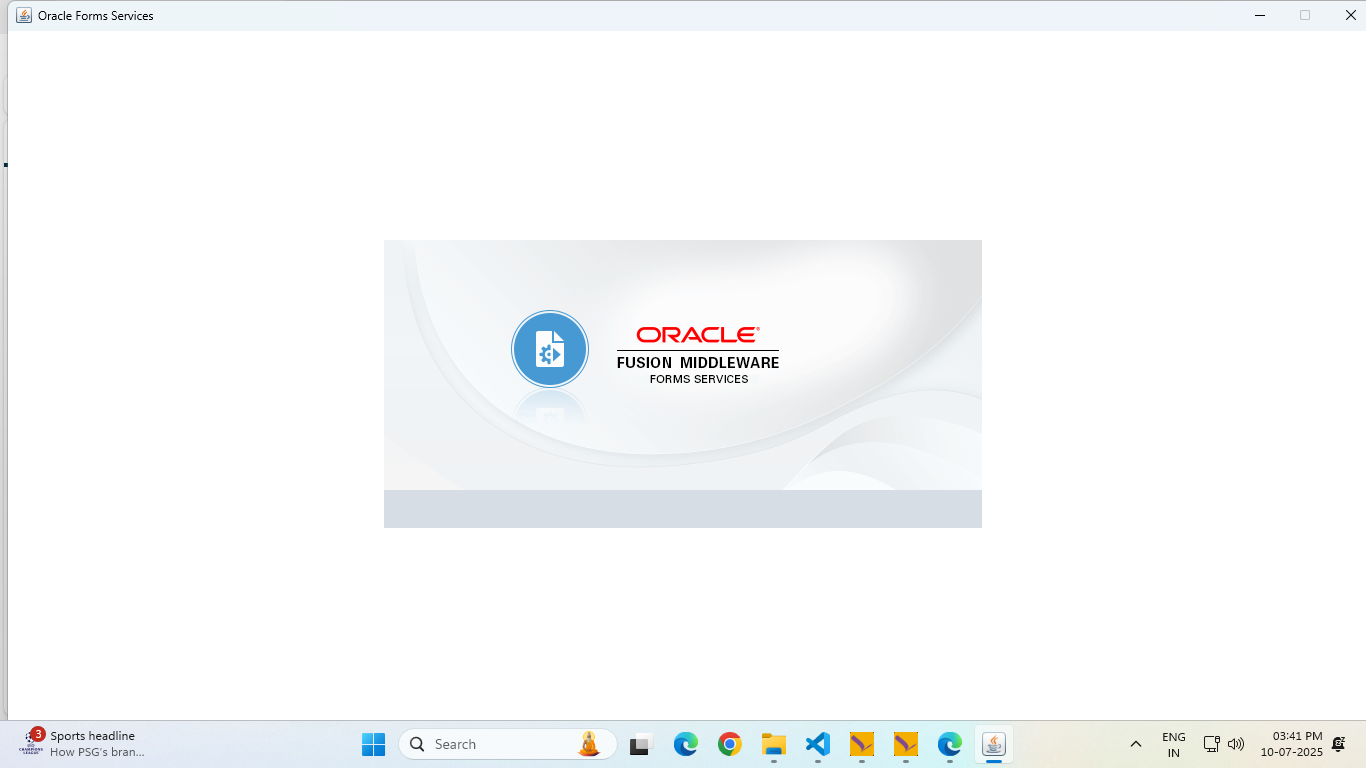 Oracle Forms Services
ORACLE®
FUSION MIDDLEWARE
FORMS SERVICES
3
Sports headline
How PSG's bran...
Search
ENG
IN
03:41 PM
10-07-2025